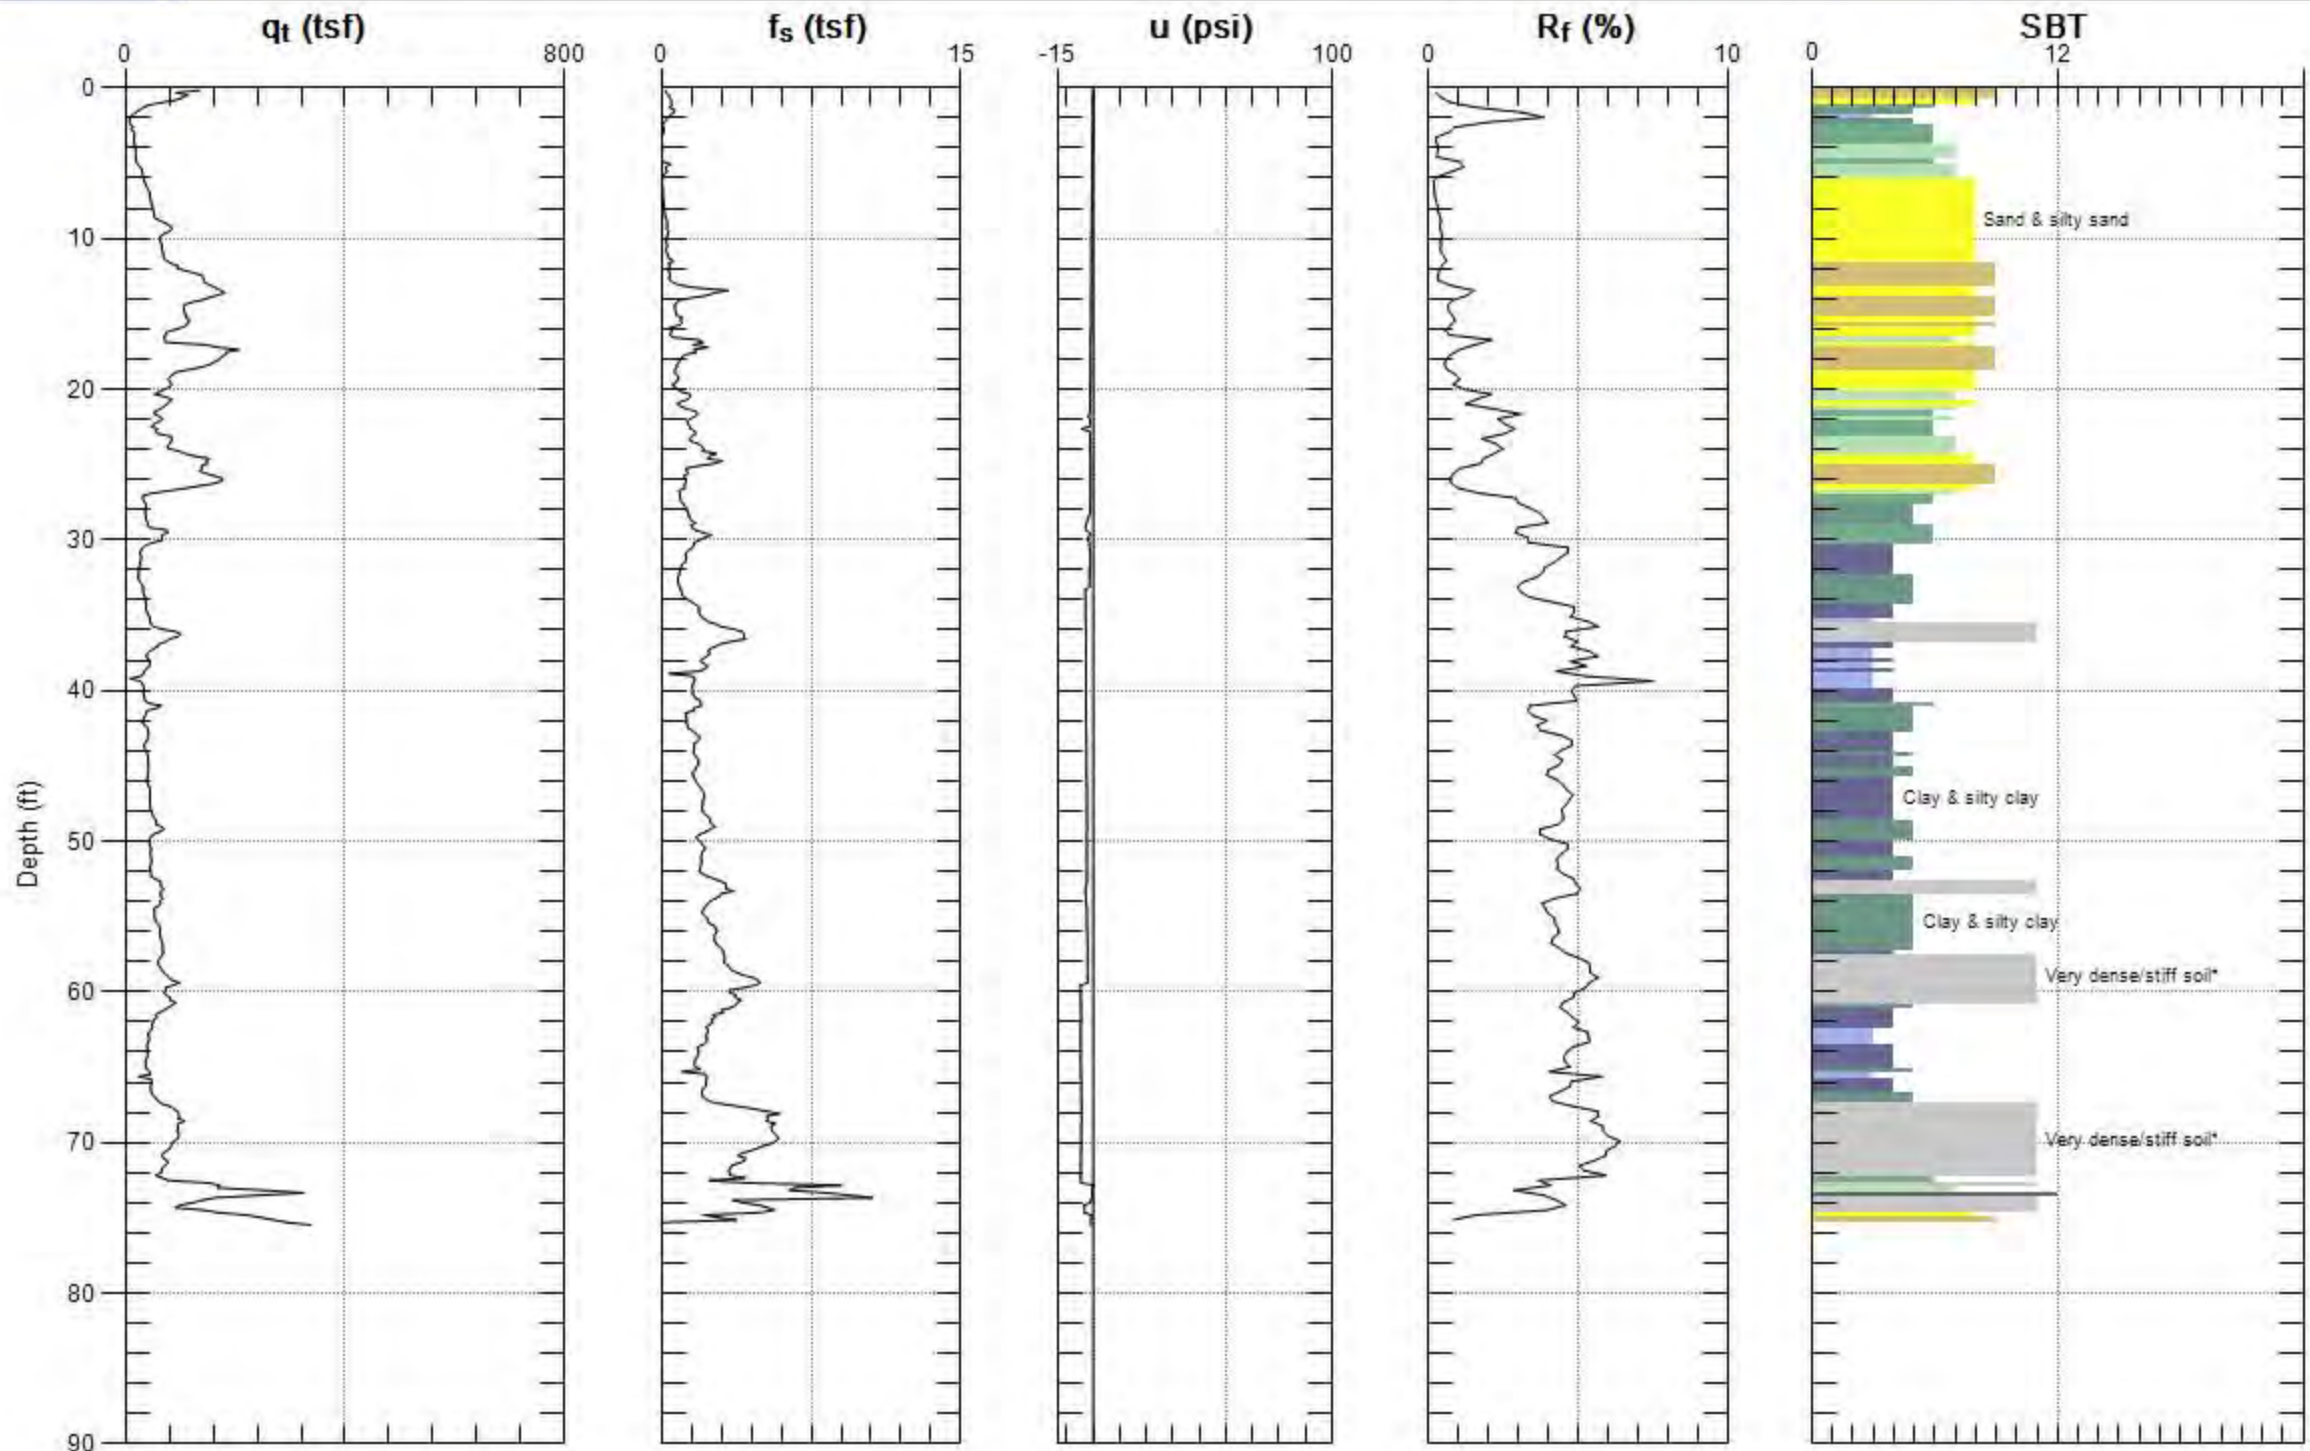 qt (tsf) fs (tsf) u (psi) Rf (%) SBT
0 800 0 15 -15 100 0 10 0 12
0
10
Sand & silty sand
20
30
40
Clay & silty clay
50
Depth (ft)
Clay & silty clay
Very dense/stiff soil*
60
70
Very dense/stiff soil*
80
90